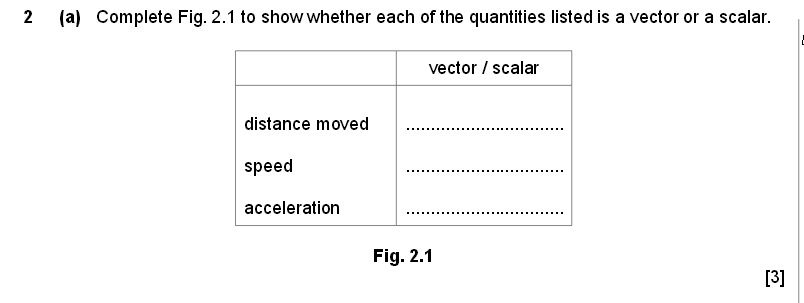 2 (a) Complete Fig. 2.1 to show whether each of the quantities listed is a vector or a scalar.
vector / scalar
distance moved ................................
speed ................................
acceleration ................................
Fig. 2.1
[3]